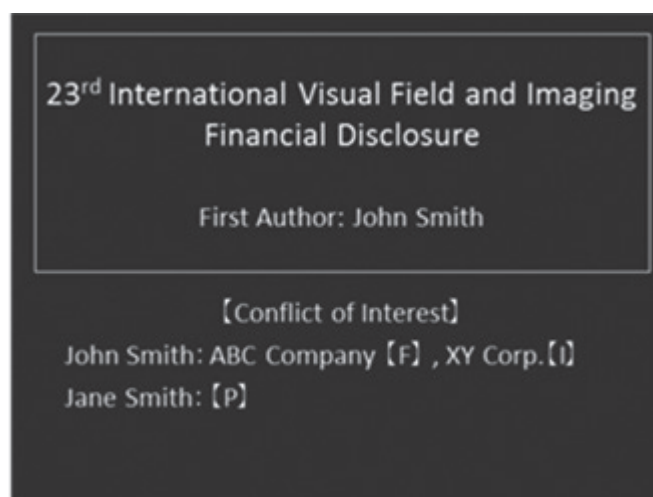 23rd International Visual Field and Imaging
Financial Disclosure
First Author: John Smith
【Conflict of Interest】
John Smith: ABC Company【F】, XY Corp.【I】
Jane Smith:【P】